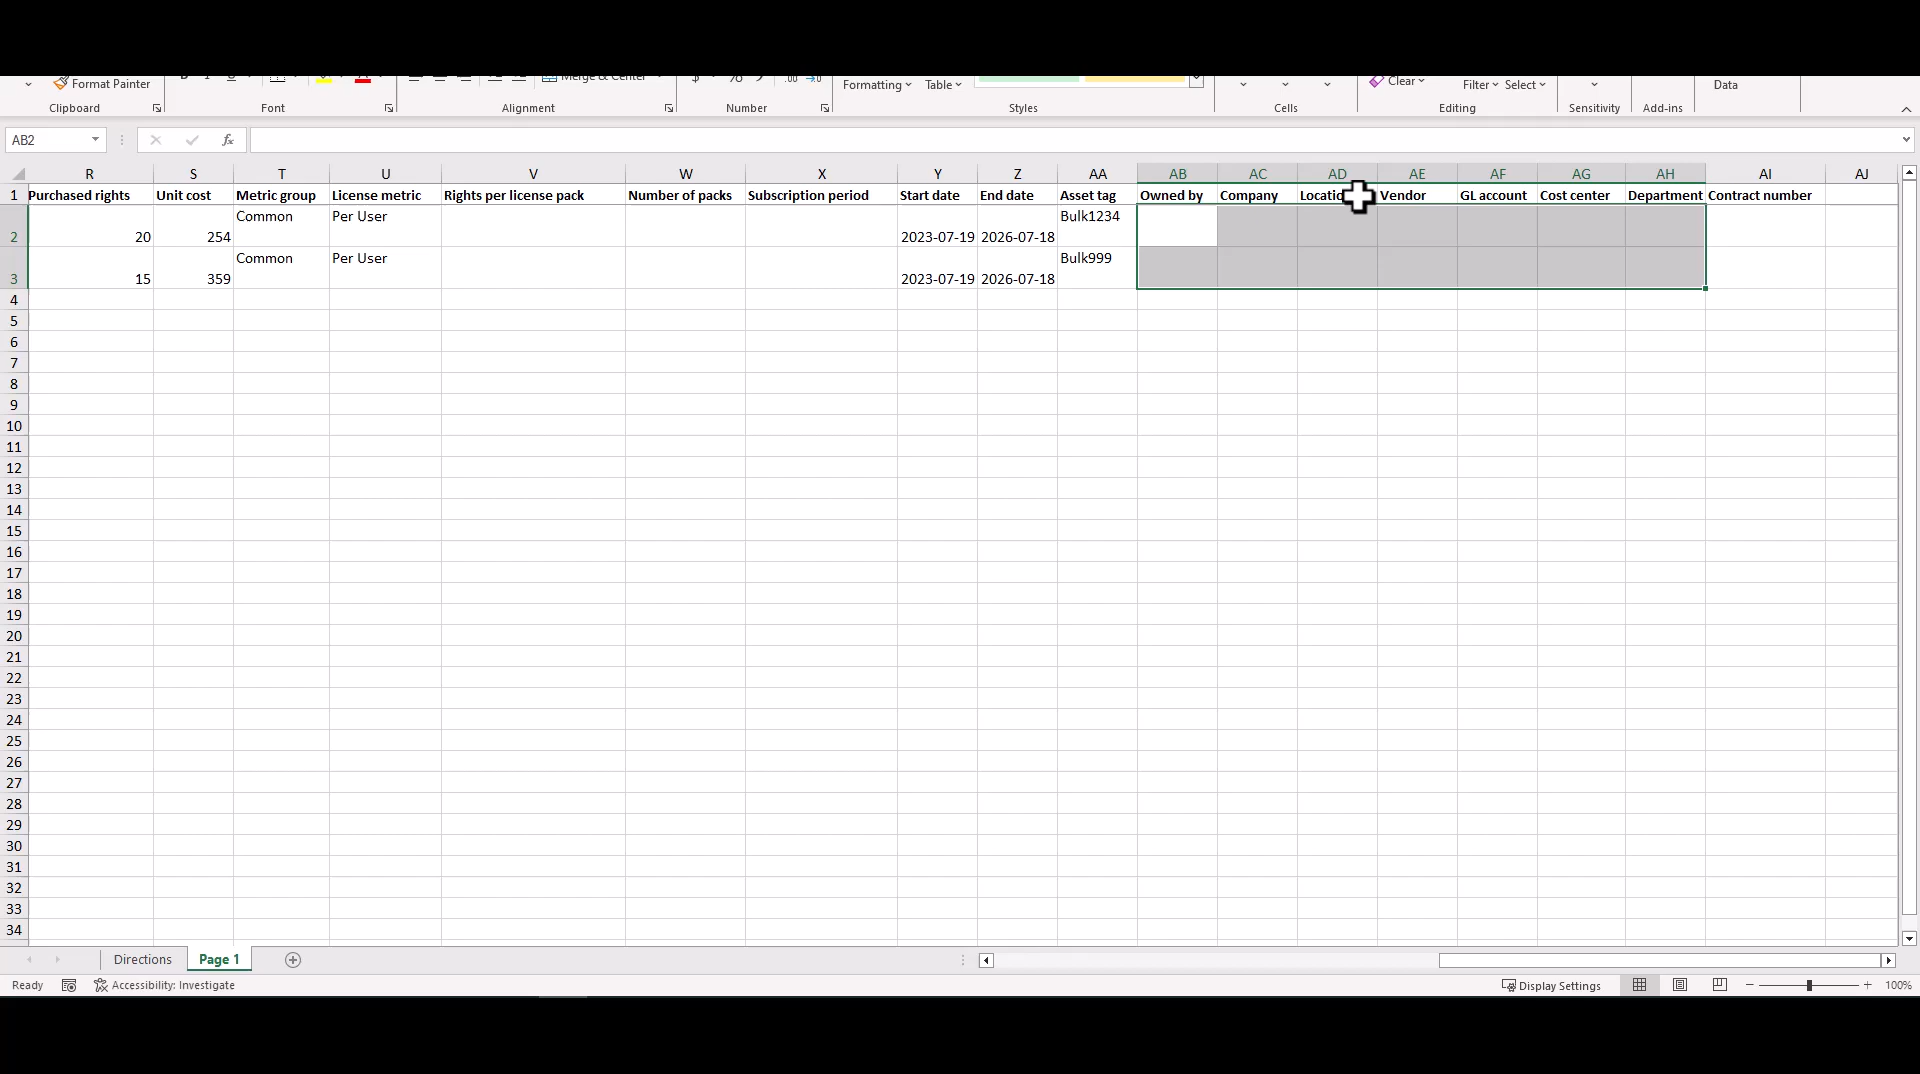 Format Painter Merge & Center Formatting Table Clear Filter Select Data
Clipboard Font Alignment Number Styles Cells Editing Sensitivity Add-ins
AB2 fx
R S T U V W X Y Z AA AB AC AD AE AF AG AH AI AJ
1 Purchased rights Unit cost Metric group License metric Rights per license pack Number of packs Subscription period Start date End date Asset tag Owned by Company Locatio Vendor GL account Cost center Department Contract number
Common Per User Bulk1234
2 20 254 2023-07-19 2026-07-18
Common Per User Bulk999
3 15 359 2023-07-19 2026-07-18
4
5
6
7
8
9
10
11
12
13
14
15
16
17
18
19
20
21
22
23
24
25
26
27
28
29
30
31
32
33
34
Directions Page 1
Ready Accessibility: Investigate Display Settings 100%